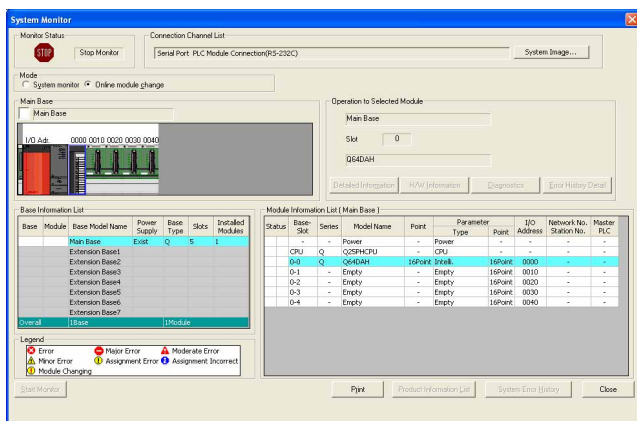 System Monitor
Monitor Status
STOP
Stop Monitor
Connection Channel List
Serial Port PLC Module Connection(RS-232C)
System Image...
Mode
System monitor Online module change
Main Base
Main Base
I/O Adr. 0000 0010 0020 0030 0040
Operation to Selected Module
Main Base
Slot 0
Q64DAH
Detailed Information H/W Information Diagnostics Error History Detail
Base Information List
Base Module Base Model Name Power Supply Base Type Slots Installed Modules
Main Base Exist Q 5 1
Extension Base1
Extension Base2
Extension Base3
Extension Base4
Extension Base5
Extension Base6
Extension Base7
Overall 1Base 1Module
Module Information List ( Main Base )
Status Base-Slot Series Model Name Point Parameter Type Point I/O Address Network No. Station No. Master PLC
- - Power - Power - - - -
CPU Q Q25PHCPU - CPU - - - -
0-0 Q Q64DAH 16Point Intelli. 16Point 0000 - -
0-1 - Empty - Empty 16Point 0010 - -
0-2 - Empty - Empty 16Point 0020 - -
0-3 - Empty - Empty 16Point 0030 - -
0-4 - Empty - Empty 16Point 0040 - -
Legend
Error Major Error Moderate Error
Minor Error Assignment Error Assignment Incorrect
Module Changing
Start Monitor
Print
Product Information List
System Error History
Close